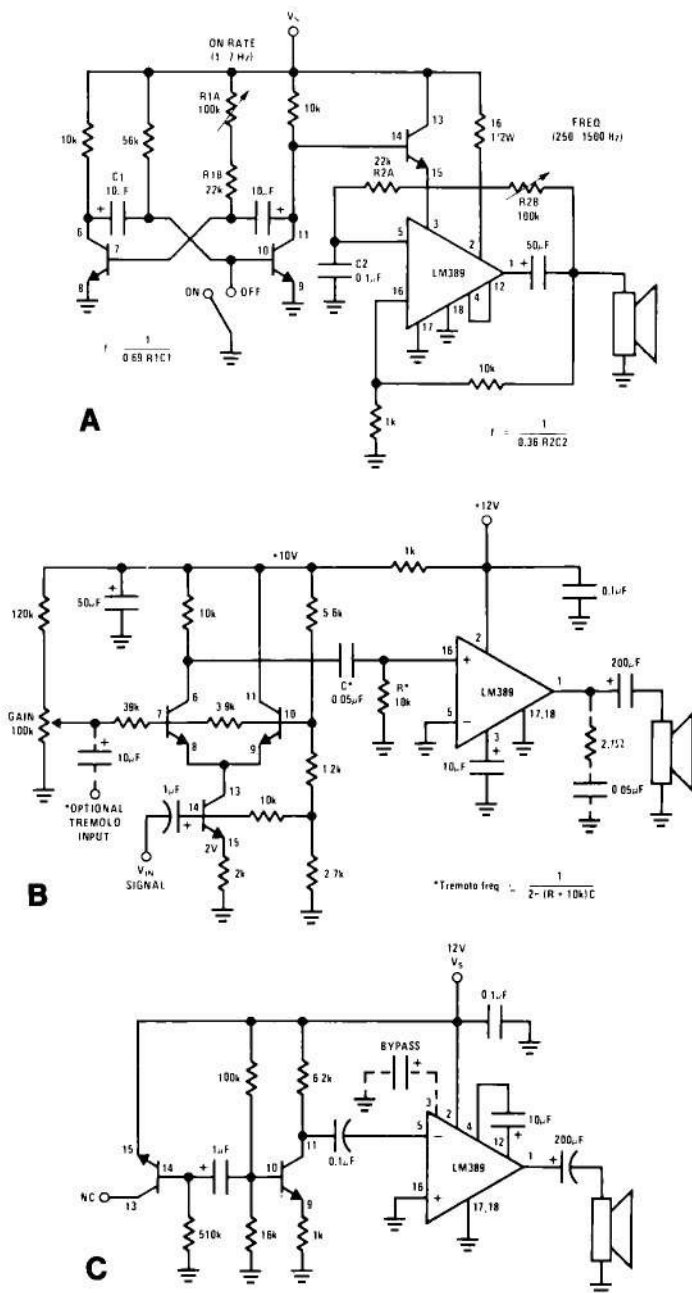 VS
ON RATE
(1 7 Hz)
R1A
100k
10k
56k
10k
13
14
15
16
1/2W
FREQ
(250 1500 Hz)
22k
R2A
R2B
100k
C1
10µF
R1B
22k
10µF
6
7
8
11
10
9
ON
OFF
3
2
5
16
LM389
1
50µF
4
12
18
17
C2
0.1µF
10k
1k
1
0.69 R1C1
A
f =
1
0.36 R2C2
+12V
+10V
1k
0.1µF
120k
50µF
10k
5.6k
2
16
+
LM389
1
200µF
C*
0.05µF
R*
10k
5
17,18
3
10µF
2.7Ω
0.05µF
GAIN
100k
39k
7
6
3.9k
11
10
8
9
10µF
*OPTIONAL
TREMOLO
INPUT
1µF
13
14
10k
1.2k
15
2V
2k
2.7k
VIN
SIGNAL
B
*Tremolo freq
1
2π (R + 10k)C
12V
VS
0.1µF
BYPASS
100k
6.2k
3
2
4
10µF
12
5
LM389
1
200µF
16
+
17,18
15
14
13
NC
1µF
10
11
0.1µF
9
510k
16k
1k
C